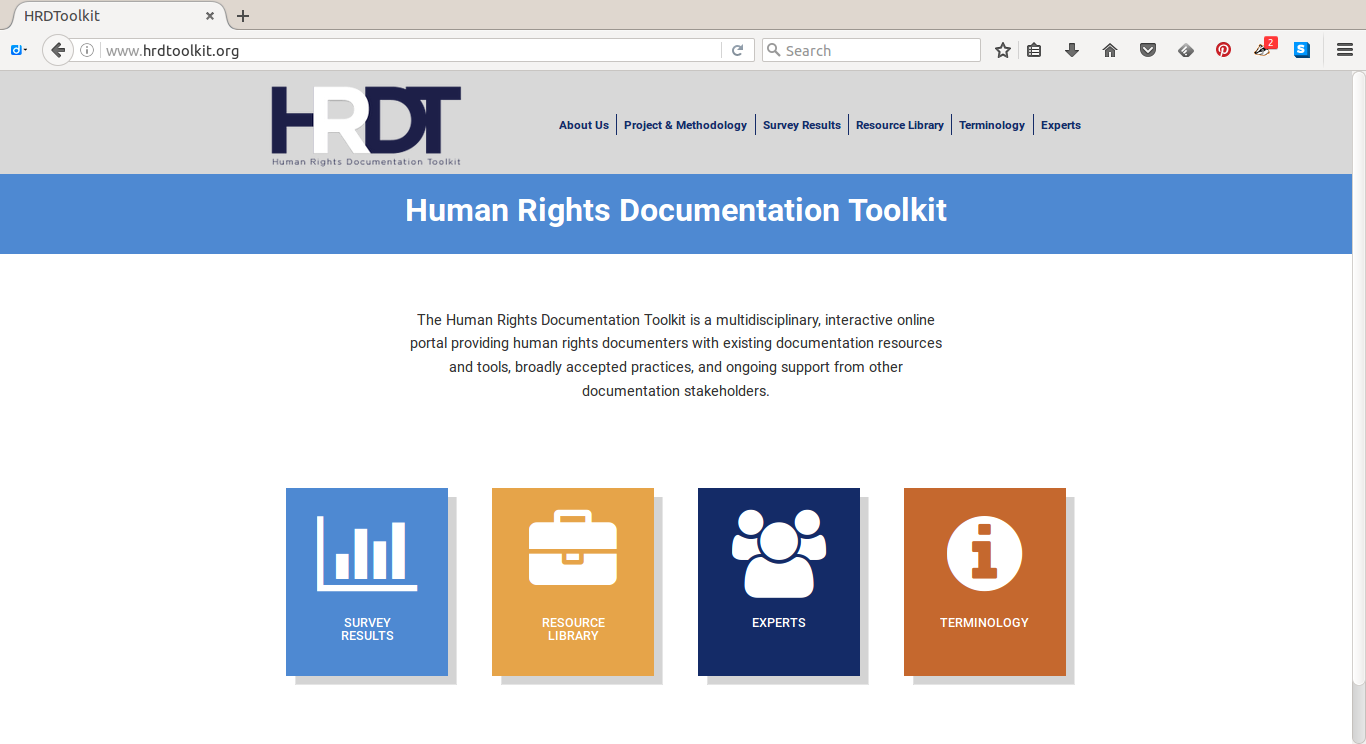 HRDToolkit
www.hrdtoolkit.org
Search
2
HRDT
Human Rights Documentation Toolkit
About Us
Project & Methodology
Survey Results
Resource Library
Terminology
Experts
Human Rights Documentation Toolkit
The Human Rights Documentation Toolkit is a multidisciplinary, interactive online
portal providing human rights documenters with existing documentation resources
and tools, broadly accepted practices, and ongoing support from other
documentation stakeholders.
SURVEY
RESULTS
RESOURCE
LIBRARY
EXPERTS
TERMINOLOGY